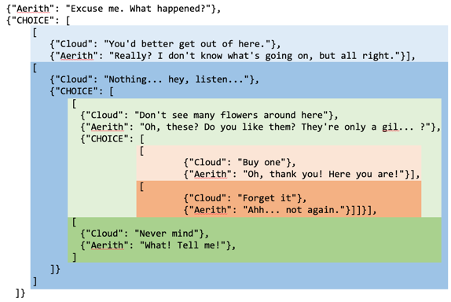 {"Aerith": "Excuse me. What happened?"},
{"CHOICE": [
[
{"Cloud": "You'd better get out of here."},
{"Aerith": "Really? I don't know what's going on, but all right."}],
[
{"Cloud": "Nothing... hey, listen..."},
{"CHOICE": [
[
{"Cloud": "Don't see many flowers around here"},
{"Aerith": "Oh, these? Do you like them? They're only a gil... ?"},
{"CHOICE": [
[
{"Cloud": "Buy one"},
{"Aerith": "Oh, thank you! Here you are!"}],
[
{"Cloud": "Forget it"},
{"Aerith": "Ahh... not again."}]]}],
[
{"Cloud": "Never mind"},
{"Aerith": "What! Tell me!"},
]
]}
]
]}